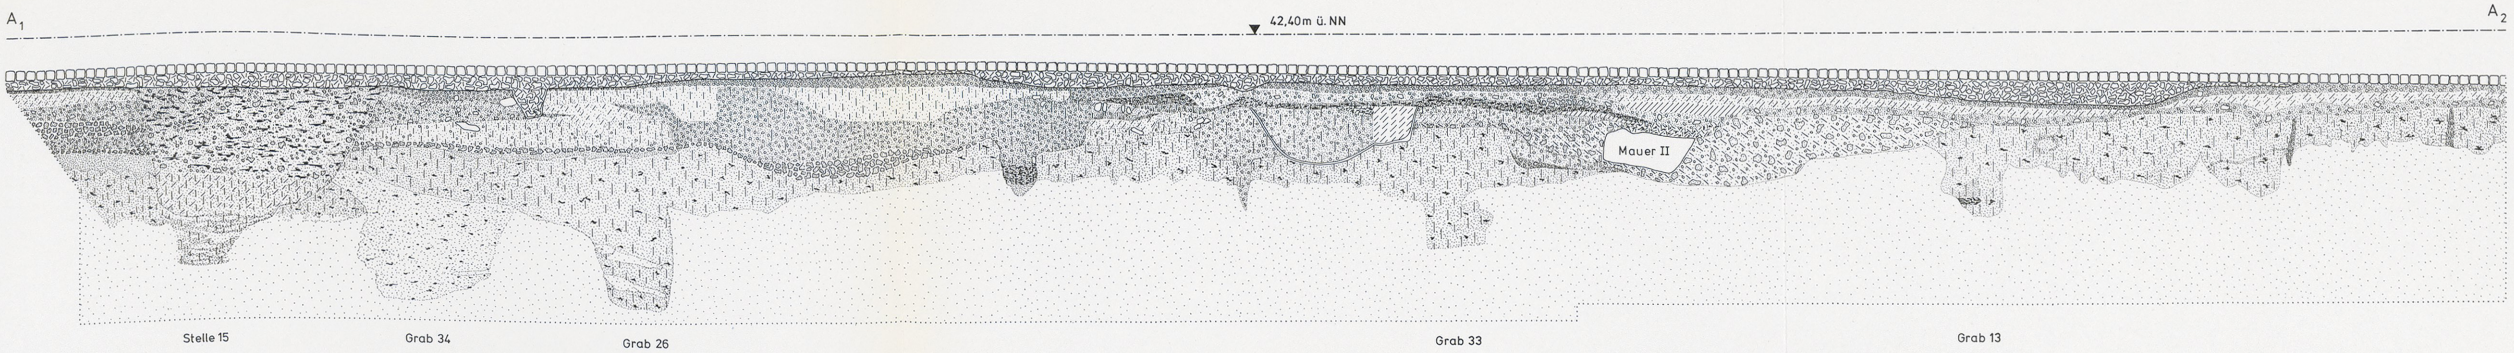 A1
42,40m ü. NN
A2
Mauer II
Stelle 15
Grab 34
Grab 26
Grab 33
Grab 13